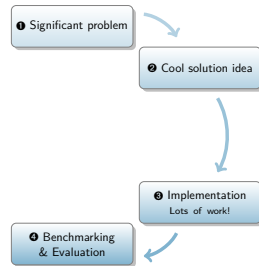 ❶ Significant problem
❷ Cool solution idea
❸ Implementation
Lots of work!
❹ Benchmarking
& Evaluation